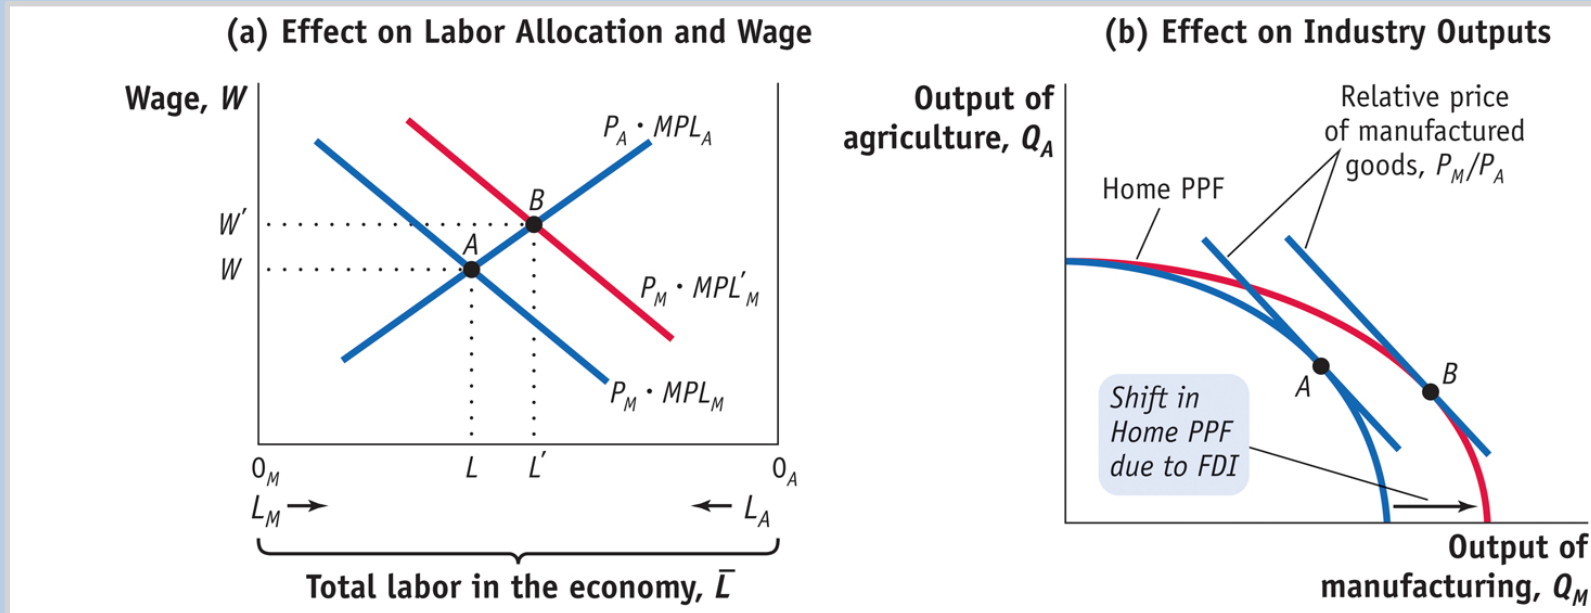 (a) Effect on Labor Allocation and Wage
Wage, W
P_A · MPL_A
B
W′
A
W
P_M · MPL′_M
P_M · MPL_M
0_M
L
L′
0_A
L_M →
← L_A
Total labor in the economy, L̄
(b) Effect on Industry Outputs
Output of
agriculture, Q_A
Relative price
of manufactured
goods, P_M/P_A
Home PPF
A
B
Shift in
Home PPF
due to FDI
Output of
manufacturing, Q_M